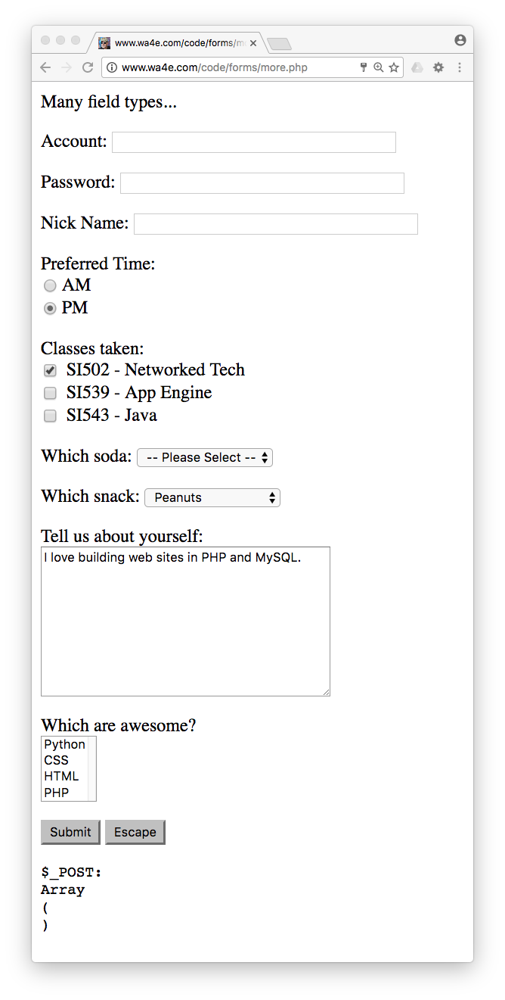 www.wa4e.com/code/forms/m
www.wa4e.com/code/forms/more.php
Many field types...
Account:
Password:
Nick Name:
Preferred Time:
AM
PM
Classes taken:
SI502 - Networked Tech
SI539 - App Engine
SI543 - Java
Which soda: -- Please Select --
Which snack: Peanuts
Tell us about yourself:
I love building web sites in PHP and MySQL.
Which are awesome?
Python
CSS
HTML
PHP
Submit Escape
$_POST:
Array
(
)